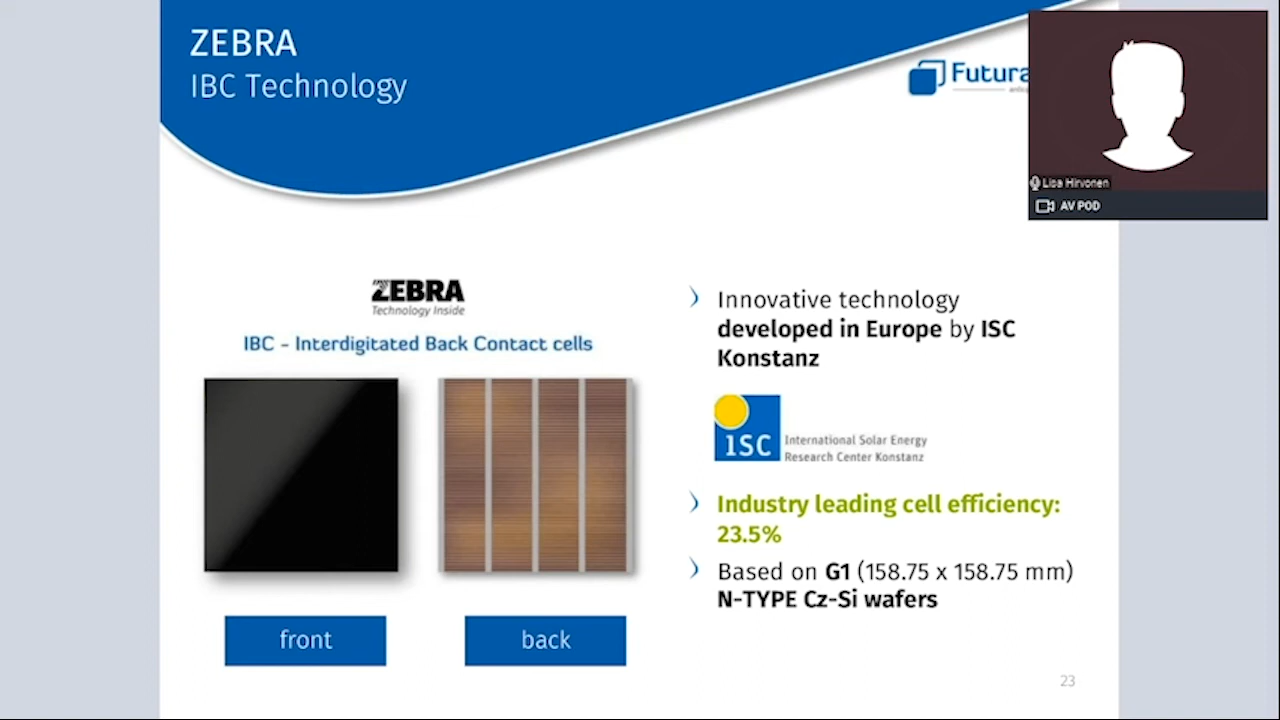 ZEBRA
IBC Technology
Lisa Hirvonen
AV POD
ZEBRA
Technology Inside
IBC - Interdigitated Back Contact cells
front
back
Innovative technology
developed in Europe by ISC
Konstanz
ISC
International Solar Energy
Research Center Konstanz
Industry leading cell efficiency:
23.5%
Based on G1 (158.75 x 158.75 mm)
N-TYPE Cz-Si wafers
23